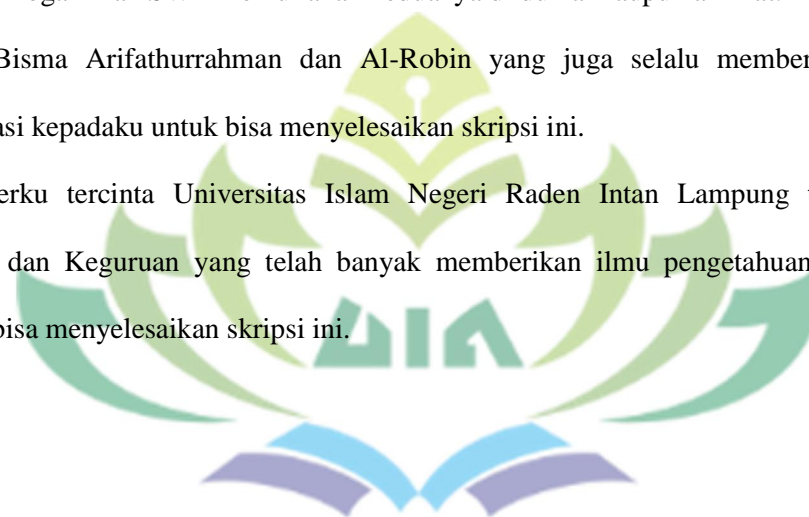 Bisma Arifathurrahman dan Al-Robin yang juga selalu member
asi kepadaku untuk bisa menyelesaikan skripsi ini.
erku tercinta Universitas Islam Negeri Raden Intan Lampung
dan Keguruan yang telah banyak memberikan ilmu pengetahuan
bisa menyelesaikan skripsi ini.
UIN